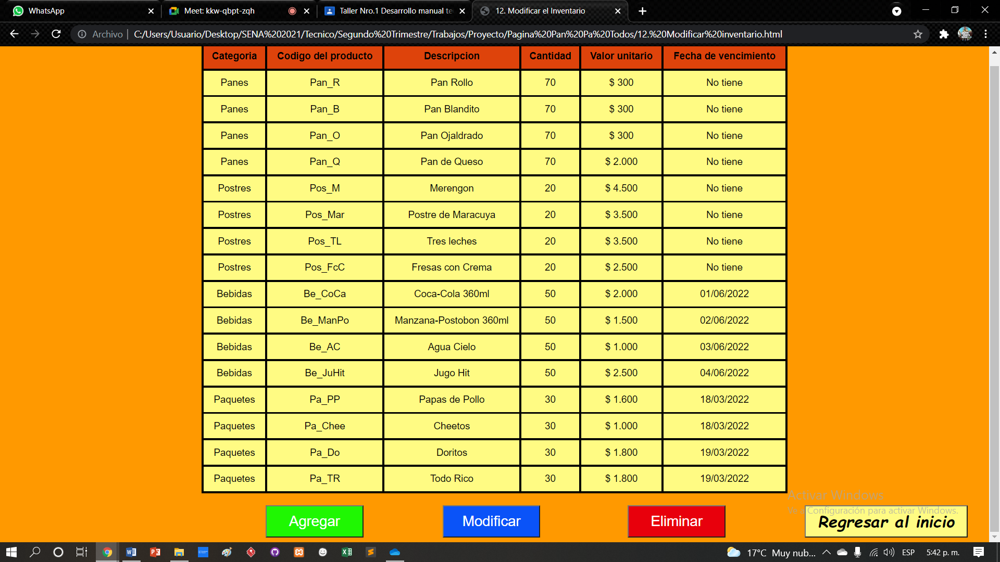 WhatsApp
Meet: kkw-qbpt-zqh
Taller Nro.1 Desarrollo manual te
12. Modificar el Inventario
Archivo
C:/Users/Usuario/Desktop/SENA%202021/Tecnico/Segundo%20Trimestre/Trabajos/Proyecto/Pagina%20Pan%20Pa%20Todos/12.%20Modificar%20inventario.html
Categoria Codigo del producto Descripcion Cantidad Valor unitario Fecha de vencimiento
Panes Pan_R Pan Rollo 70 $ 300 No tiene
Panes Pan_B Pan Blandito 70 $ 300 No tiene
Panes Pan_O Pan Ojaldrado 70 $ 300 No tiene
Panes Pan_Q Pan de Queso 70 $ 2.000 No tiene
Postres Pos_M Merengon 20 $ 4.500 No tiene
Postres Pos_Mar Postre de Maracuya 20 $ 3.500 No tiene
Postres Pos_TL Tres leches 20 $ 3.500 No tiene
Postres Pos_FcC Fresas con Crema 20 $ 2.500 No tiene
Bebidas Be_CoCa Coca-Cola 360ml 50 $ 2.000 01/06/2022
Bebidas Be_ManPo Manzana-Postobon 360ml 50 $ 1.500 02/06/2022
Bebidas Be_AC Agua Cielo 50 $ 1.000 03/06/2022
Bebidas Be_JuHit Jugo Hit 50 $ 2.500 04/06/2022
Paquetes Pa_PP Papas de Pollo 30 $ 1.600 18/03/2022
Paquetes Pa_Chee Cheetos 30 $ 1.000 18/03/2022
Paquetes Pa_Do Doritos 30 $ 1.800 19/03/2022
Paquetes Pa_TR Todo Rico 30 $ 1.800 19/03/2022
Activar Windows
Ve a Configuración para activar Windows.
Agregar
Modificar
Eliminar
Regresar al inicio
17°C Muy nub...
ESP
5:42 p. m.